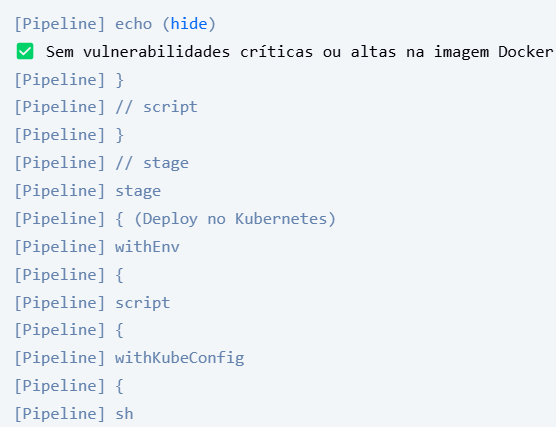 [Pipeline] echo (hide)
✅ Sem vulnerabilidades críticas ou altas na imagem Docker
[Pipeline] }
[Pipeline] // script
[Pipeline] }
[Pipeline] // stage
[Pipeline] stage
[Pipeline] { (Deploy no Kubernetes)
[Pipeline] withEnv
[Pipeline] {
[Pipeline] script
[Pipeline] {
[Pipeline] withKubeConfig
[Pipeline] {
[Pipeline] sh